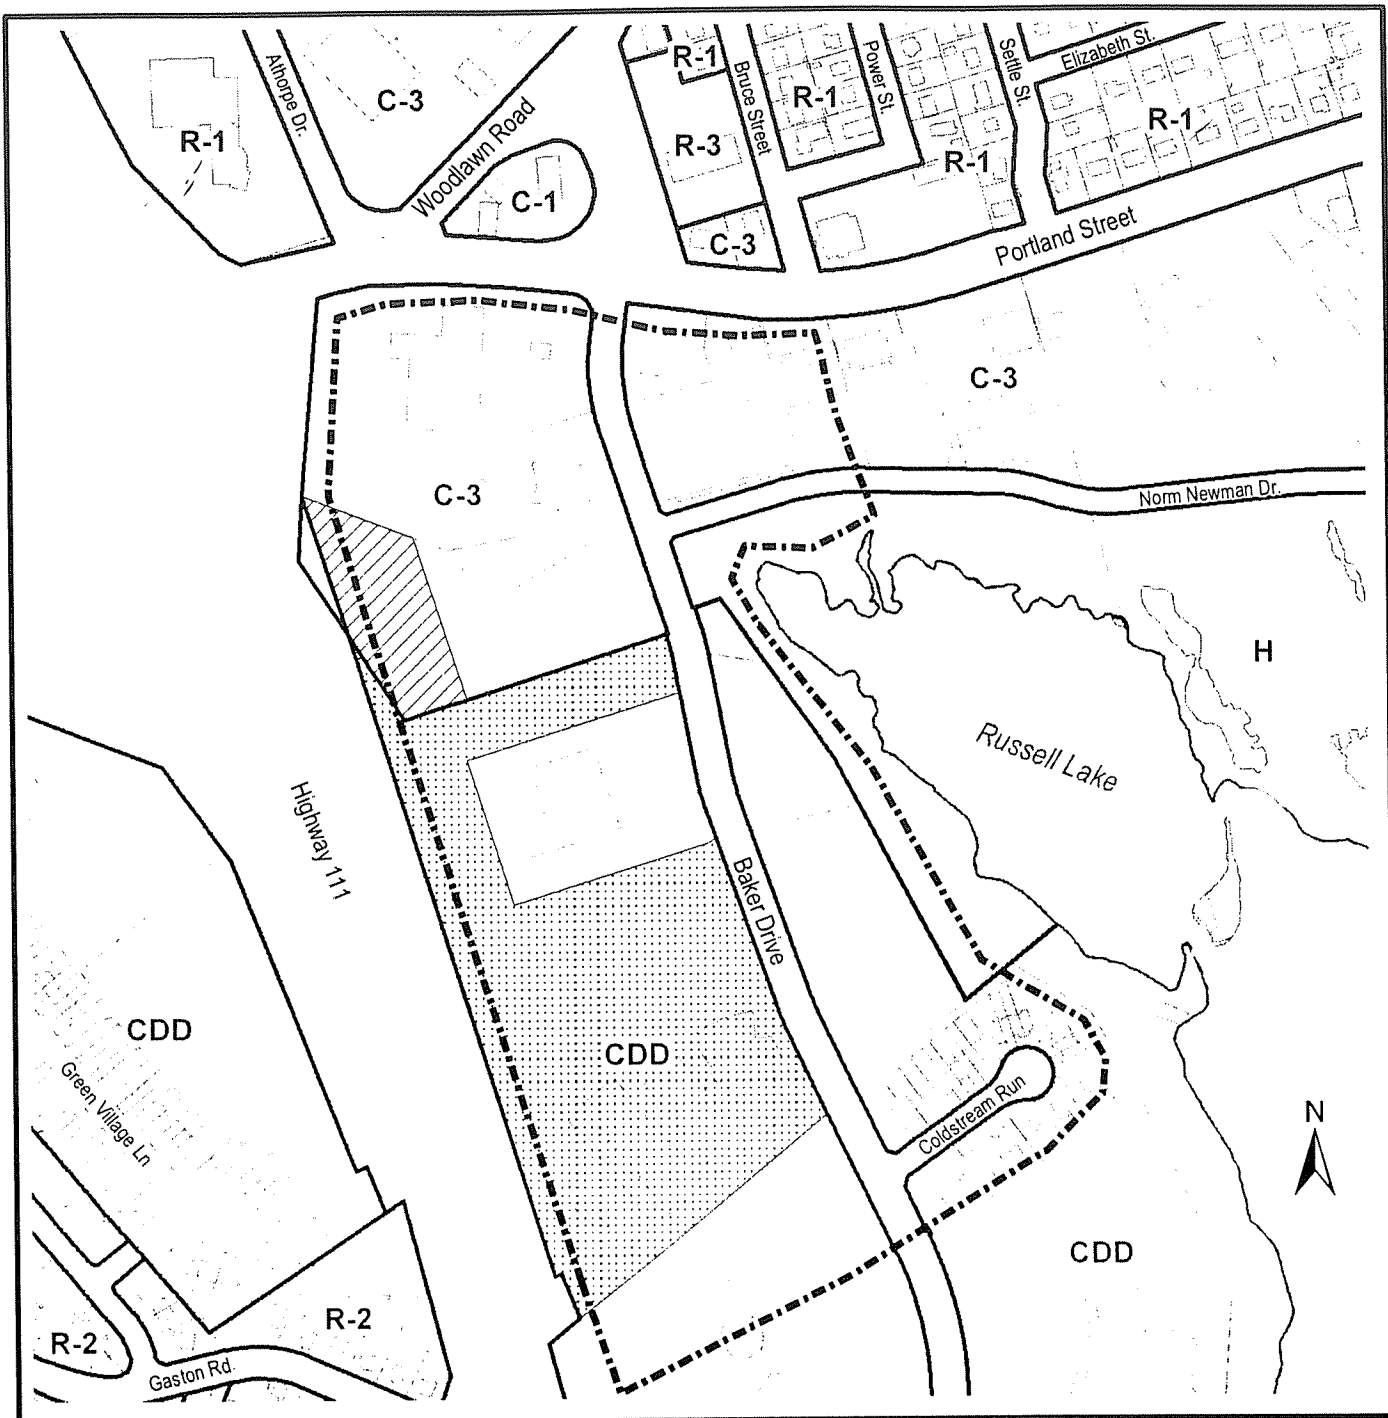 R-1
Athorpe Dr.
C-3
Woodlawn Road
C-1
R-1
Bruce Street
R-3
C-3
R-1
Power St.
R-1
Settle St.
Elizabeth St.
R-1
Portland Street
C-3
C-3
Norm Newman Dr.
H
Russell Lake
Highway 111
Baker Drive
CDD
Green Village Ln
CDD
Coldstream Run
N
CDD
R-2
R-2
Gaston Rd.